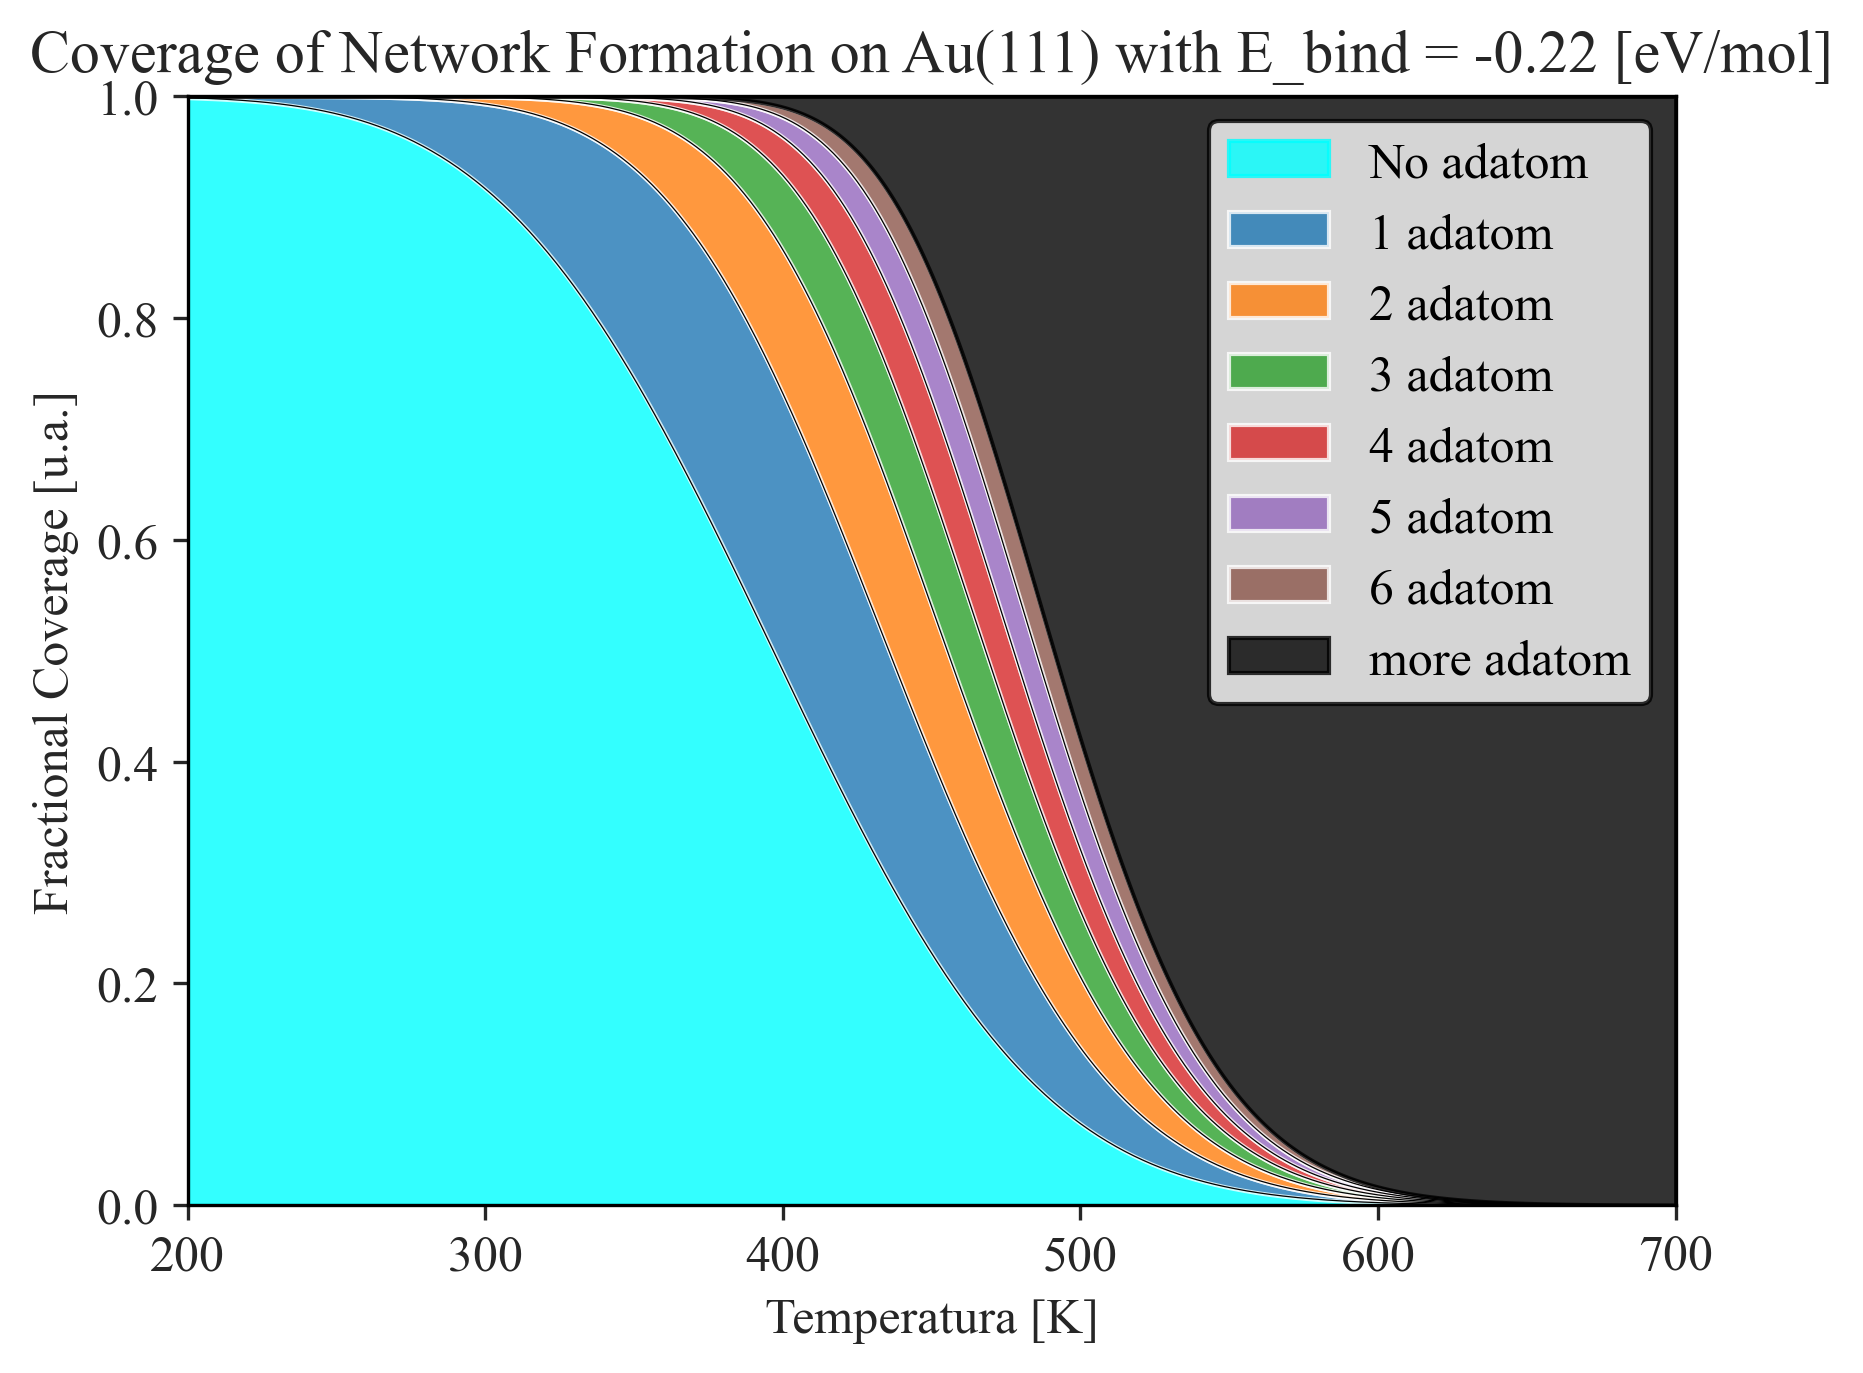 Coverage of Network Formation on Au(111) with E_bind = -0.22 [eV/mol]
Fractional Coverage [u.a.]
1.0
0.8
0.6
0.4
0.2
0.0
No adatom
1 adatom
2 adatom
3 adatom
4 adatom
5 adatom
6 adatom
more adatom
200 300 400 500 600 700
Temperatura [K]